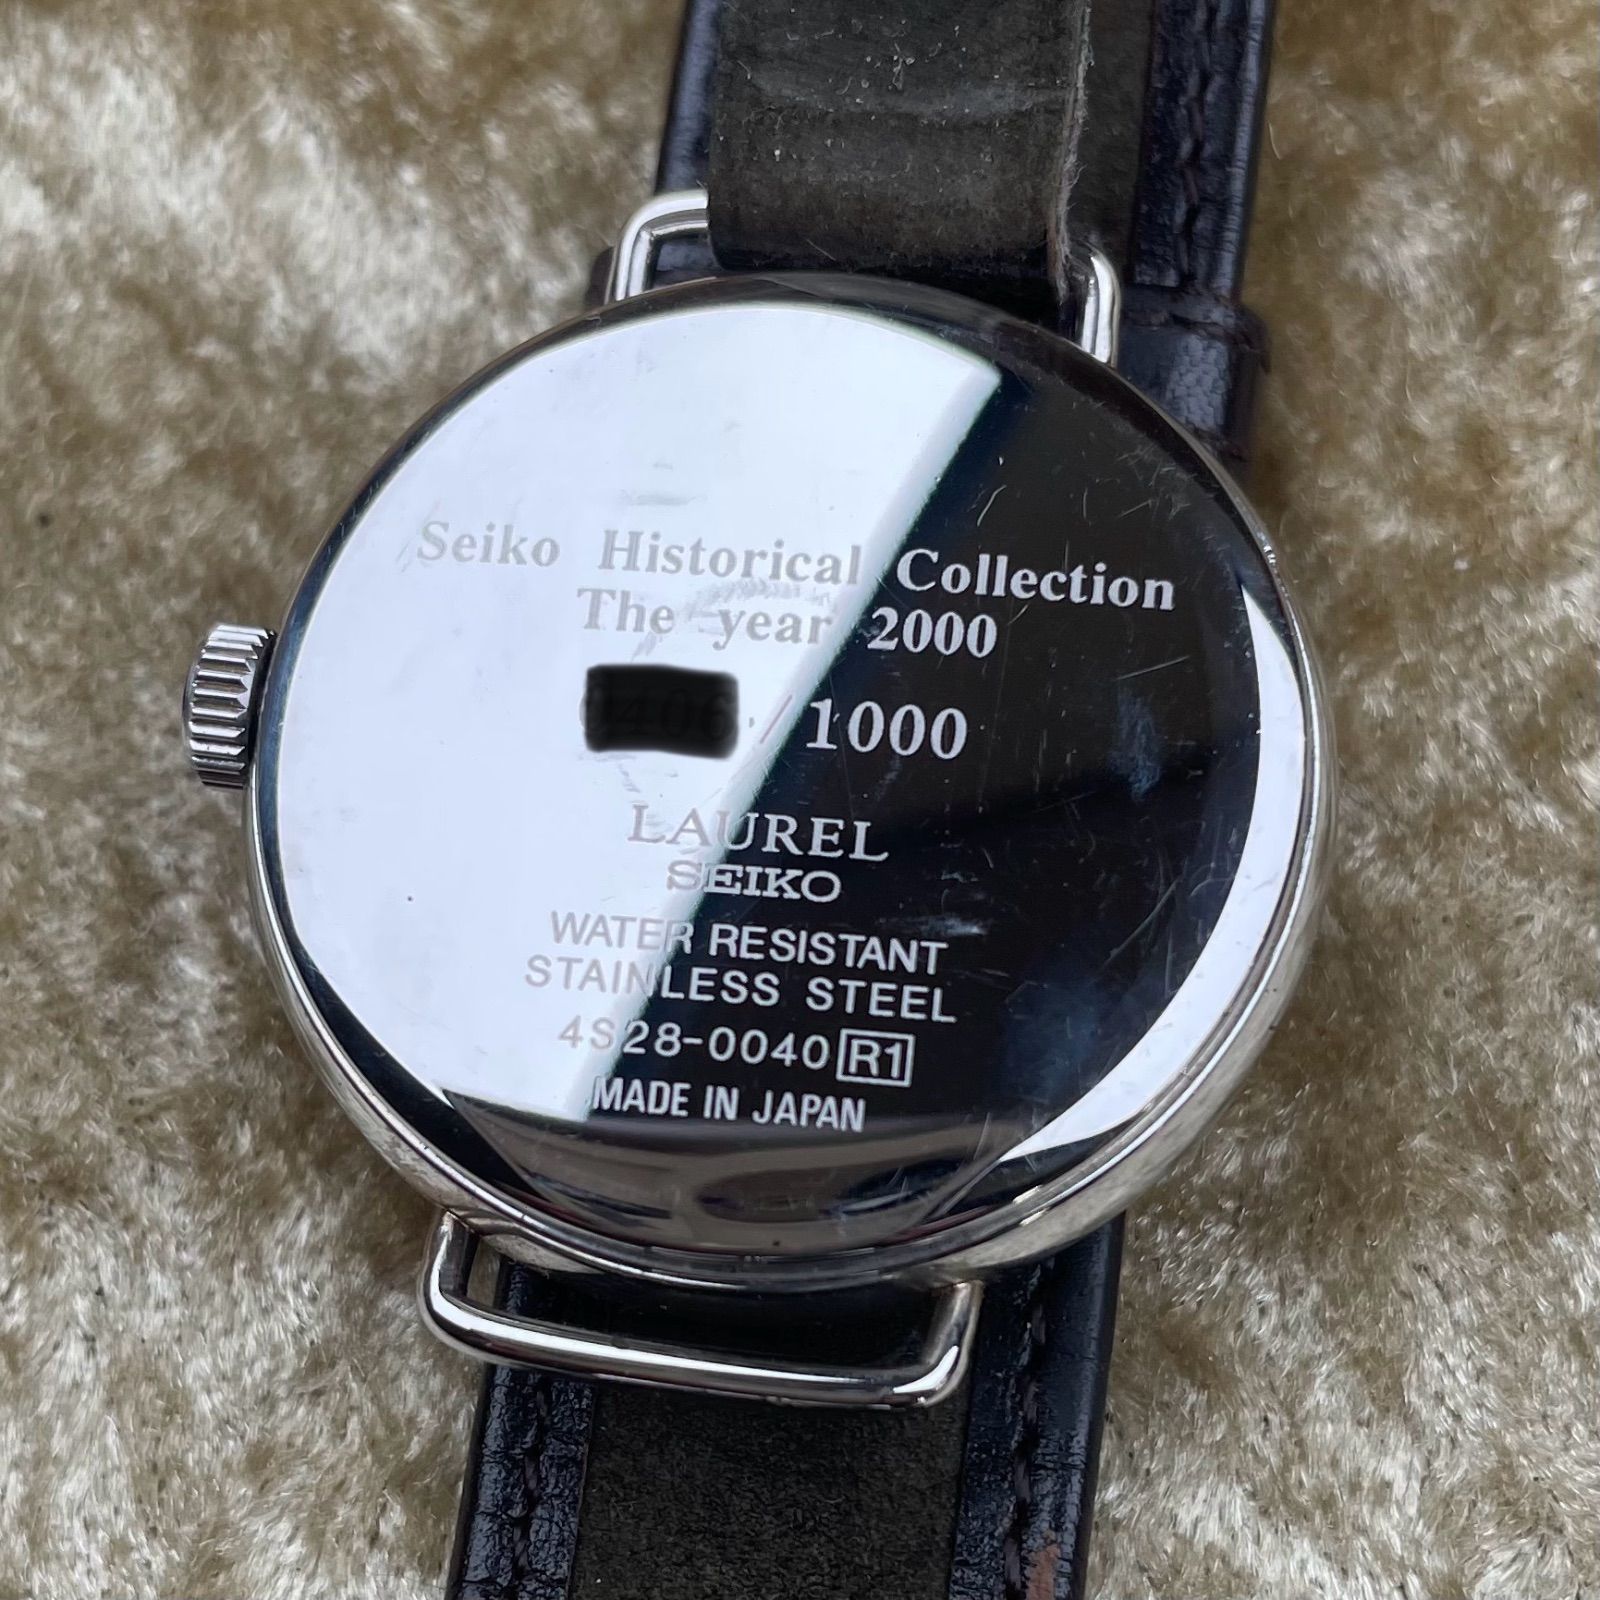 Seiko Historical Collection
The year 2000
/ 1000
LAUREL
SEIKO
WATER RESISTANT
STAINLESS STEEL
4S28-0040 R1
MADE IN JAPAN